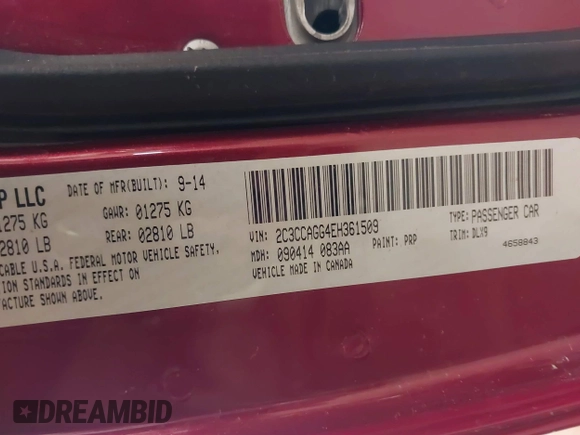 P LLC DATE OF MFR(BUILT): 9-14
1275 KG GAWR: 01275 KG
2810 LB REAR: 02810 LB
CABLE U.S.A. FEDERAL MOTOR VEHICLE SAFETY,
ION STANDARDS IN EFFECT ON
FACTURE SHOWN ABOVE.
VIN: 2C3CCAGG4EH361509 TYPE: PASSENGER CAR
MDH: 090414 083AA PAINT: PRP TRIM: DLX9
VEHICLE MADE IN CANADA 4658843
DREAMBID